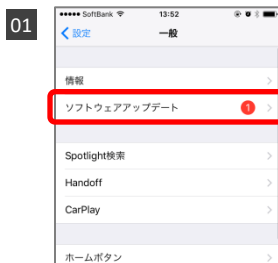 01
SoftBank 13:52
設定 一般
情報
ソフトウェアアップデート 1
Spotlight検索
Handoff
CarPlay
ホームボタン